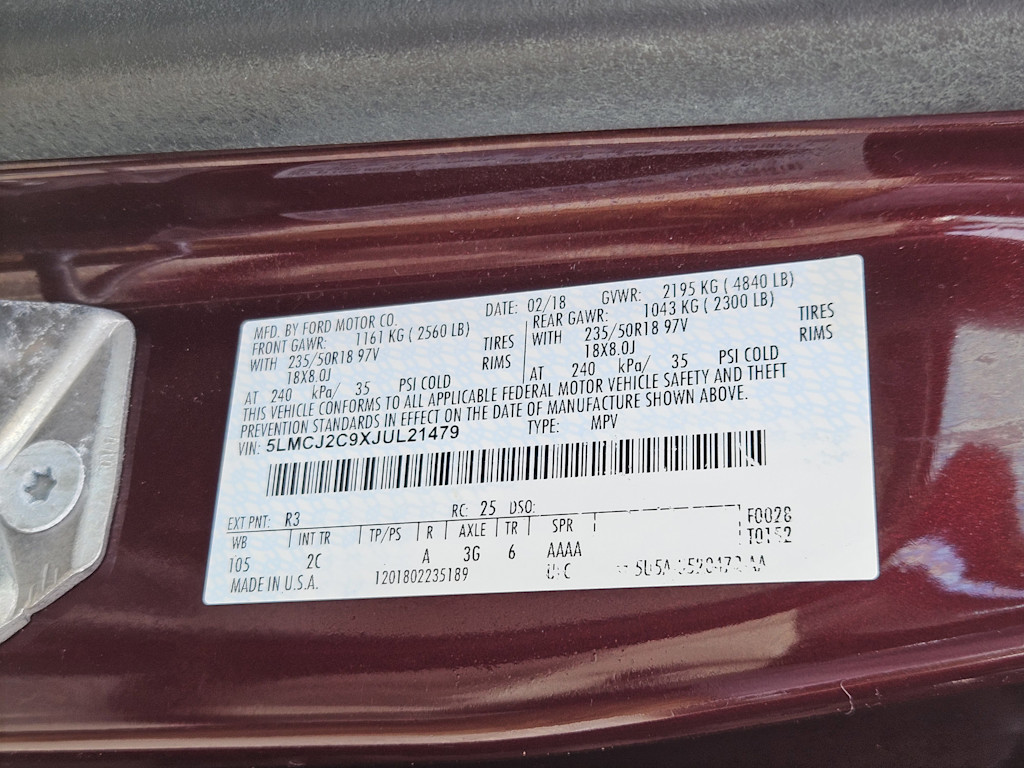 MFD. BY FORD MOTOR CO. DATE: 02/18 GVWR: 2195 KG ( 4840 LB)
FRONT GAWR: 1161 KG ( 2560 LB) REAR GAWR: 1043 KG ( 2300 LB)
WITH 235/50R18 97V TIRES WITH 235/50R18 97V TIRES
18X8.0J RIMS 18X8.0J RIMS
AT 240 kPa/ 35 PSI COLD AT 240 kPa/ 35 PSI COLD
THIS VEHICLE CONFORMS TO ALL APPLICABLE FEDERAL MOTOR VEHICLE SAFETY AND THEFT
PREVENTION STANDARDS IN EFFECT ON THE DATE OF MANUFACTURE SHOWN ABOVE.
VIN: 5LMCJ2C9XJUL21479 TYPE: MPV
EXT PNT: R3 RC: 25 DSO:
WB INT TR TP/PS R AXLE TR SPR F0028
105 2C A 3G 6 AAAA T0152
MADE IN U.S.A. 1201802235189